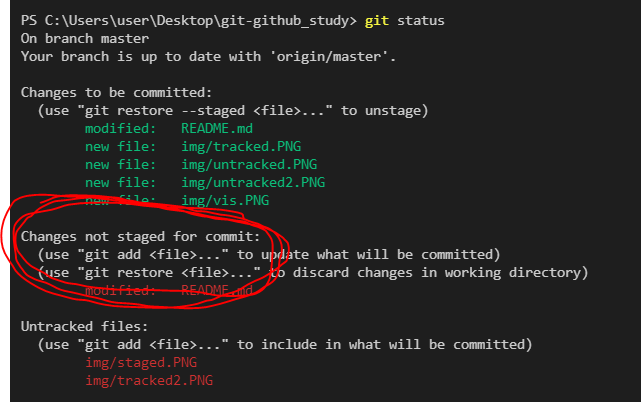 PS C:\Users\user\Desktop\git-github_study> git status
On branch master
Your branch is up to date with 'origin/master'.
Changes to be committed:
(use "git restore --staged <file>..." to unstage)
modified: README.md
new file: img/tracked.PNG
new file: img/untracked.PNG
new file: img/untracked2.PNG
new file: img/vis.PNG
Changes not staged for commit:
(use "git add <file>..." to update what will be committed)
(use "git restore <file>..." to discard changes in working directory)
modified: README.md
Untracked files:
(use "git add <file>..." to include in what will be committed)
img/staged.PNG
img/tracked2.PNG